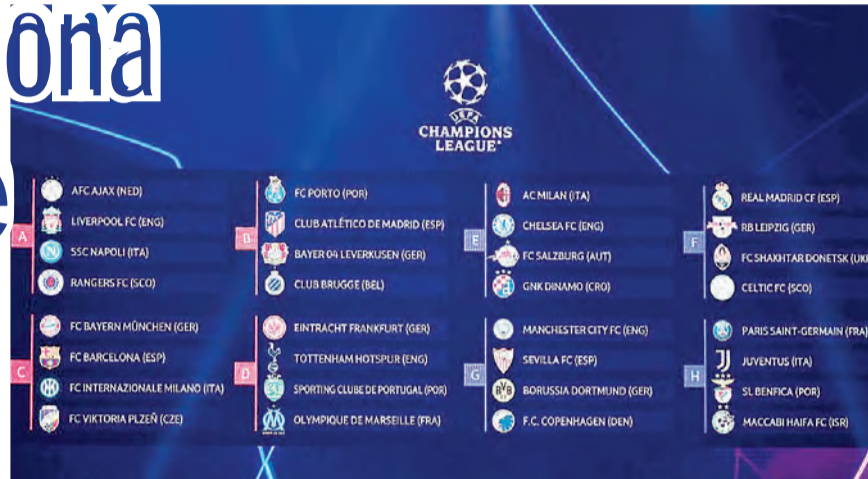 ona
e
UEFA
CHAMPIONS
LEAGUE
A
AFC AJAX (NED)
LIVERPOOL FC (ENG)
SSC NAPOLI (ITA)
RANGERS FC (SCO)
B
FC PORTO (POR)
CLUB ATLÉTICO DE MADRID (ESP)
BAYER 04 LEVERKUSEN (GER)
CLUB BRUGGE (BEL)
E
AC MILAN (ITA)
CHELSEA FC (ENG)
FC SALZBURG (AUT)
GNK DINAMO (CRO)
F
REAL MADRID CF (ESP)
RB LEIPZIG (GER)
FC SHAKHTAR DONETSK (UK
CELTIC FC (SCO)
C
FC BAYERN MÜNCHEN (GER)
FC BARCELONA (ESP)
FC INTERNAZIONALE MILANO (ITA)
FC VIKTORIA PLZEŇ (CZE)
D
EINTRACHT FRANKFURT (GER)
TOTTENHAM HOTSPUR (ENG)
SPORTING CLUBE DE PORTUGAL (POR)
OLYMPIQUE DE MARSEILLE (FRA)
G
MANCHESTER CITY FC (ENG)
SEVILLA FC (ESP)
BORUSSIA DORTMUND (GER)
F.C. COPENHAGEN (DEN)
H
PARIS SAINT-GERMAIN (FRA)
JUVENTUS (ITA)
SL BENFICA (POR)
MACCABI HAIFA FC (ISR)